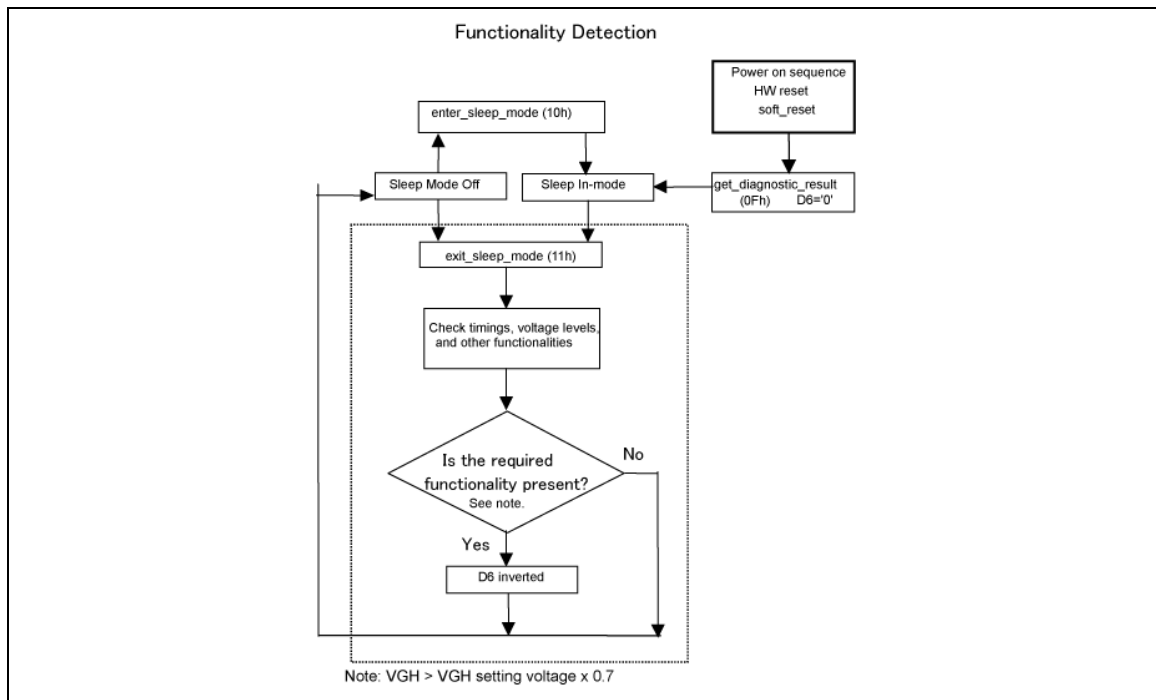 Functionality Detection
Power on sequence
HW reset
soft_reset
enter_sleep_mode (10h)
Sleep Mode Off
Sleep In-mode
get_diagnostic_result
(0Fh) D6='0'
exit_sleep_mode (11h)
Check timings, voltage levels,
and other functionalities
Is the required
functionality present?
See note.
No
Yes
D6 inverted
Note: VGH > VGH setting voltage x 0.7